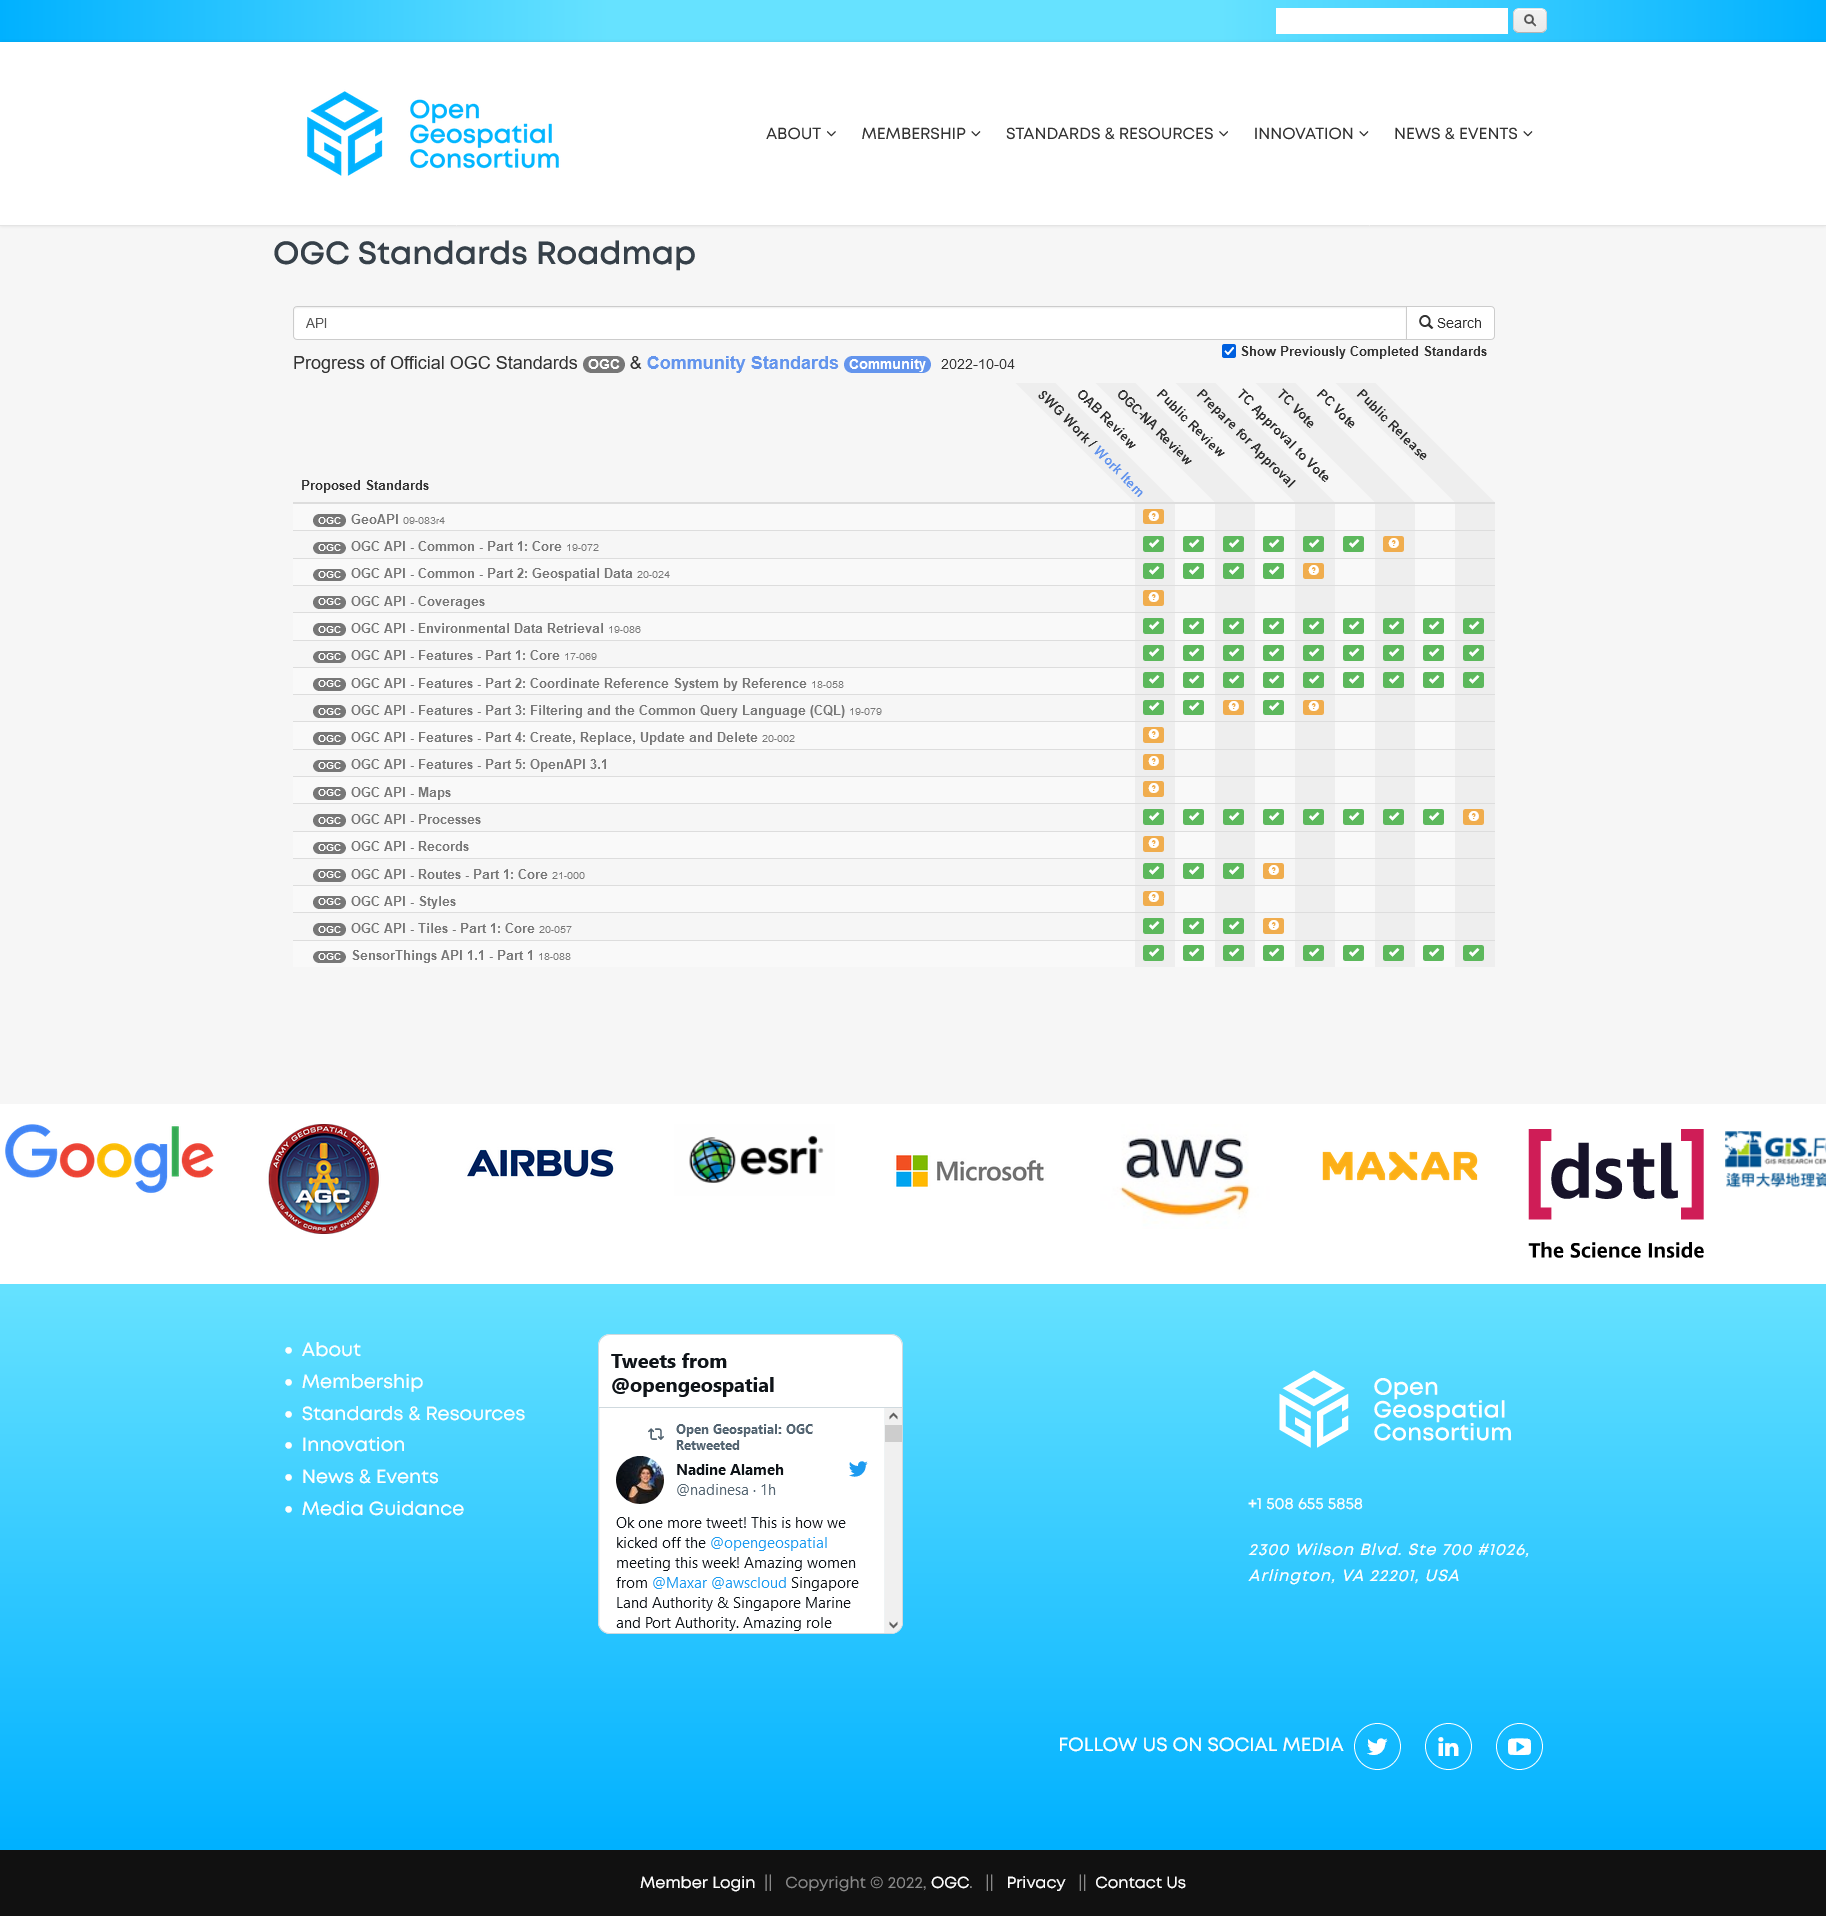 Open
Geospatial
Consortium
ABOUT
MEMBERSHIP
STANDARDS & RESOURCES
INNOVATION
NEWS & EVENTS
OGC Standards Roadmap
API
Search
Progress of Official OGC Standards OGC & Community Standards Community 2022-10-04
Show Previously Completed Standards
SWG Work / Work Item
OAB Review
OGC-NA Review
Public Review
Prepare for Approval
TC Approval to Vote
TC Vote
PC Vote
Public Release
Proposed Standards
OGC GeoAPI 09-083r4
OGC OGC API - Common - Part 1: Core 19-072
OGC OGC API - Common - Part 2: Geospatial Data 20-024
OGC OGC API - Coverages
OGC OGC API - Environmental Data Retrieval 19-086
OGC OGC API - Features - Part 1: Core 17-069
OGC OGC API - Features - Part 2: Coordinate Reference System by Reference 18-058
OGC OGC API - Features - Part 3: Filtering and the Common Query Language (CQL) 19-079
OGC OGC API - Features - Part 4: Create, Replace, Update and Delete 20-002
OGC OGC API - Features - Part 5: OpenAPI 3.1
OGC OGC API - Maps
OGC OGC API - Processes
OGC OGC API - Records
OGC OGC API - Routes - Part 1: Core 21-000
OGC OGC API - Styles
OGC OGC API - Tiles - Part 1: Core 20-057
OGC SensorThings API 1.1 - Part 1 18-088
Google
ARMY GEOSPATIAL CENTER
AGC
US ARMY CORPS OF ENGINEERS
AIRBUS
esri
Microsoft
aws
MAXAR
[dstl]
The Science Inside
GIS.F
GIS RESEARCH CEN
逢甲大學地理資
About
Membership
Standards & Resources
Innovation
News & Events
Media Guidance
Tweets from
@opengeospatial
Open Geospatial: OGC
Retweeted
Nadine Alameh
@nadinesa · 1h
Ok one more tweet! This is how we
kicked off the @opengeospatial
meeting this week! Amazing women
from @Maxar @awscloud Singapore
Land Authority & Singapore Marine
and Port Authority. Amazing role
Open
Geospatial
Consortium
+1 508 655 5858
2300 Wilson Blvd. Ste 700 #1026,
Arlington, VA 22201, USA
FOLLOW US ON SOCIAL MEDIA
Member Login || Copyright © 2022, OGC. || Privacy || Contact Us